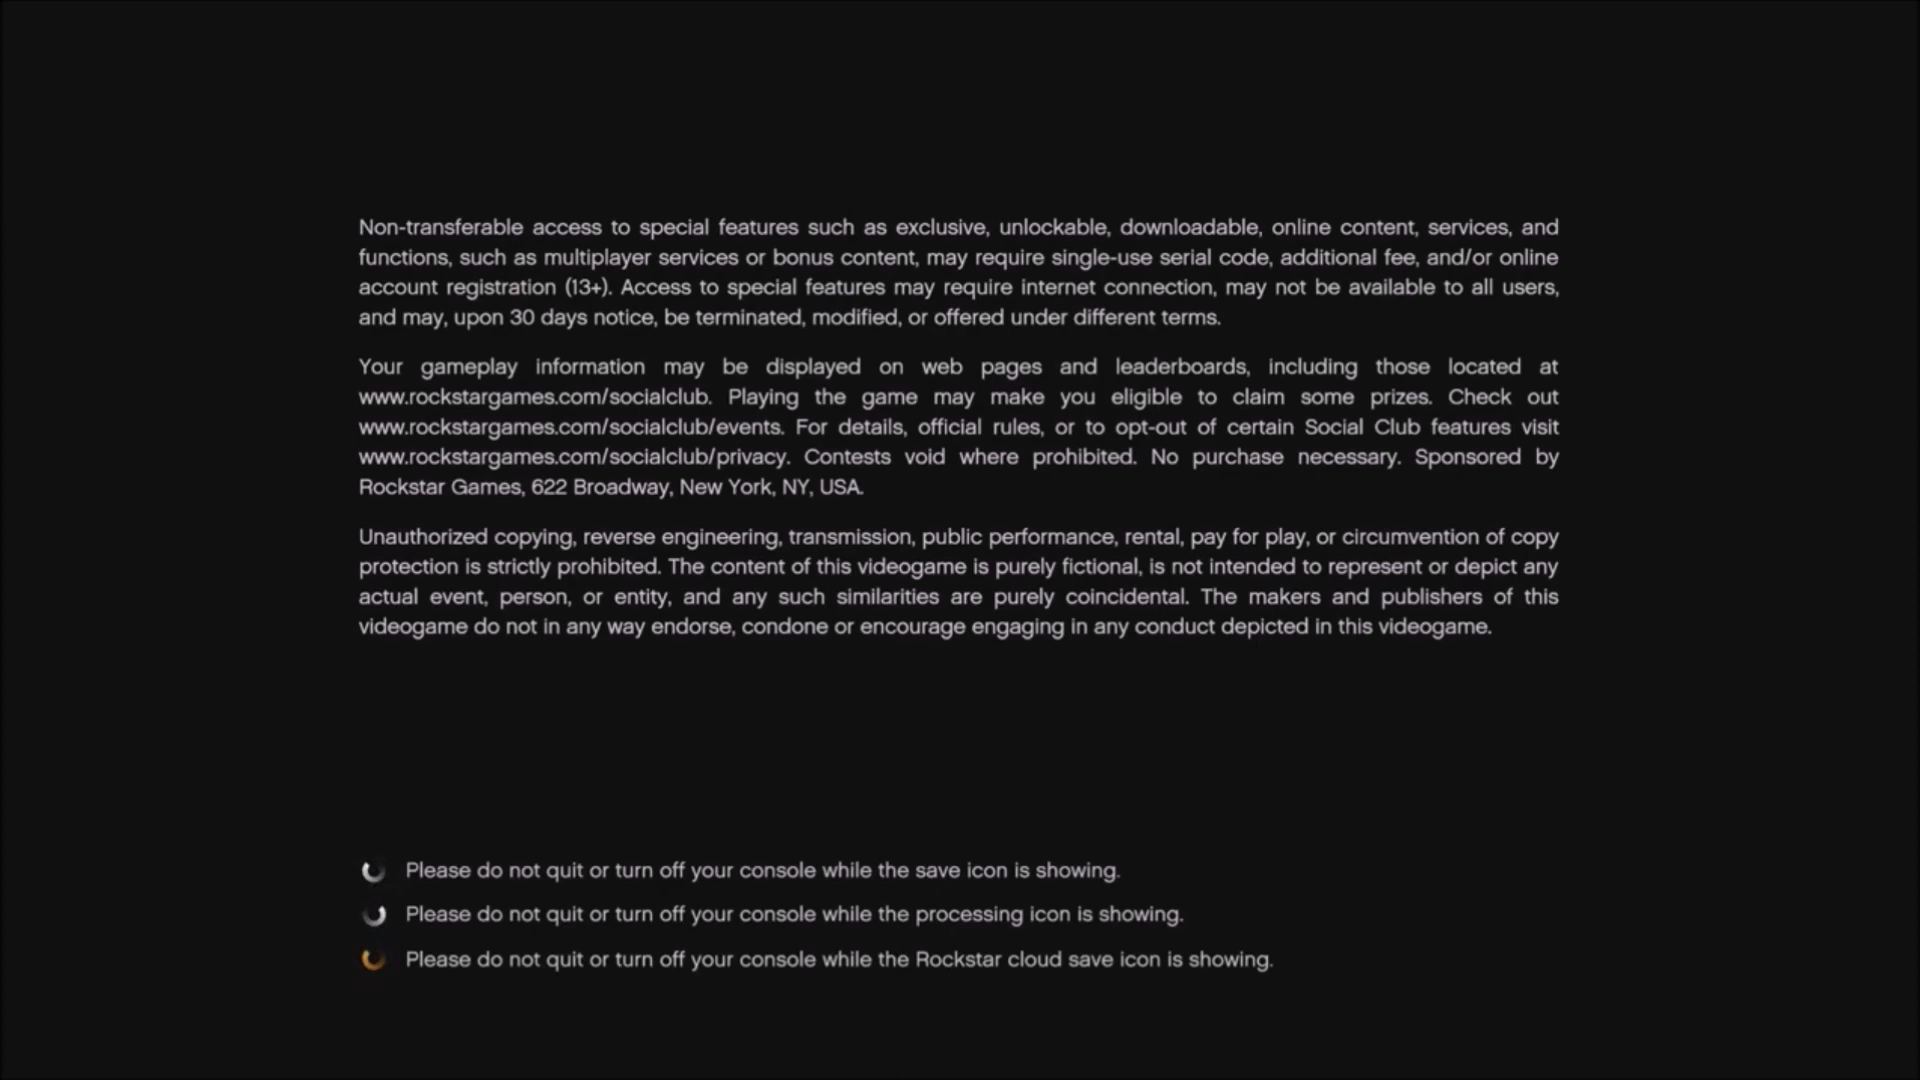 Non-transferable access to special features such as exclusive, unlockable, downloadable, online content, services, and
functions, such as multiplayer services or bonus content, may require single-use serial code, additional fee, and/or online
account registration (13+). Access to special features may require internet connection, may not be available to all users,
and may, upon 30 days notice, be terminated, modified, or offered under different terms.
Your gameplay information may be displayed on web pages and leaderboards, including those located at
www.rockstargames.com/socialclub. Playing the game may make you eligible to claim some prizes. Check out
www.rockstargames.com/socialclub/events. For details, official rules, or to opt-out of certain Social Club features visit
www.rockstargames.com/socialclub/privacy. Contests void where prohibited. No purchase necessary. Sponsored by
Rockstar Games, 622 Broadway, New York, NY, USA.
Unauthorized copying, reverse engineering, transmission, public performance, rental, pay for play, or circumvention of copy
protection is strictly prohibited. The content of this videogame is purely fictional, is not intended to represent or depict any
actual event, person, or entity, and any such similarities are purely coincidental. The makers and publishers of this
videogame do not in any way endorse, condone or encourage engaging in any conduct depicted in this videogame.
Please do not quit or turn off your console while the save icon is showing.
Please do not quit or turn off your console while the processing icon is showing.
Please do not quit or turn off your console while the Rockstar cloud save icon is showing.